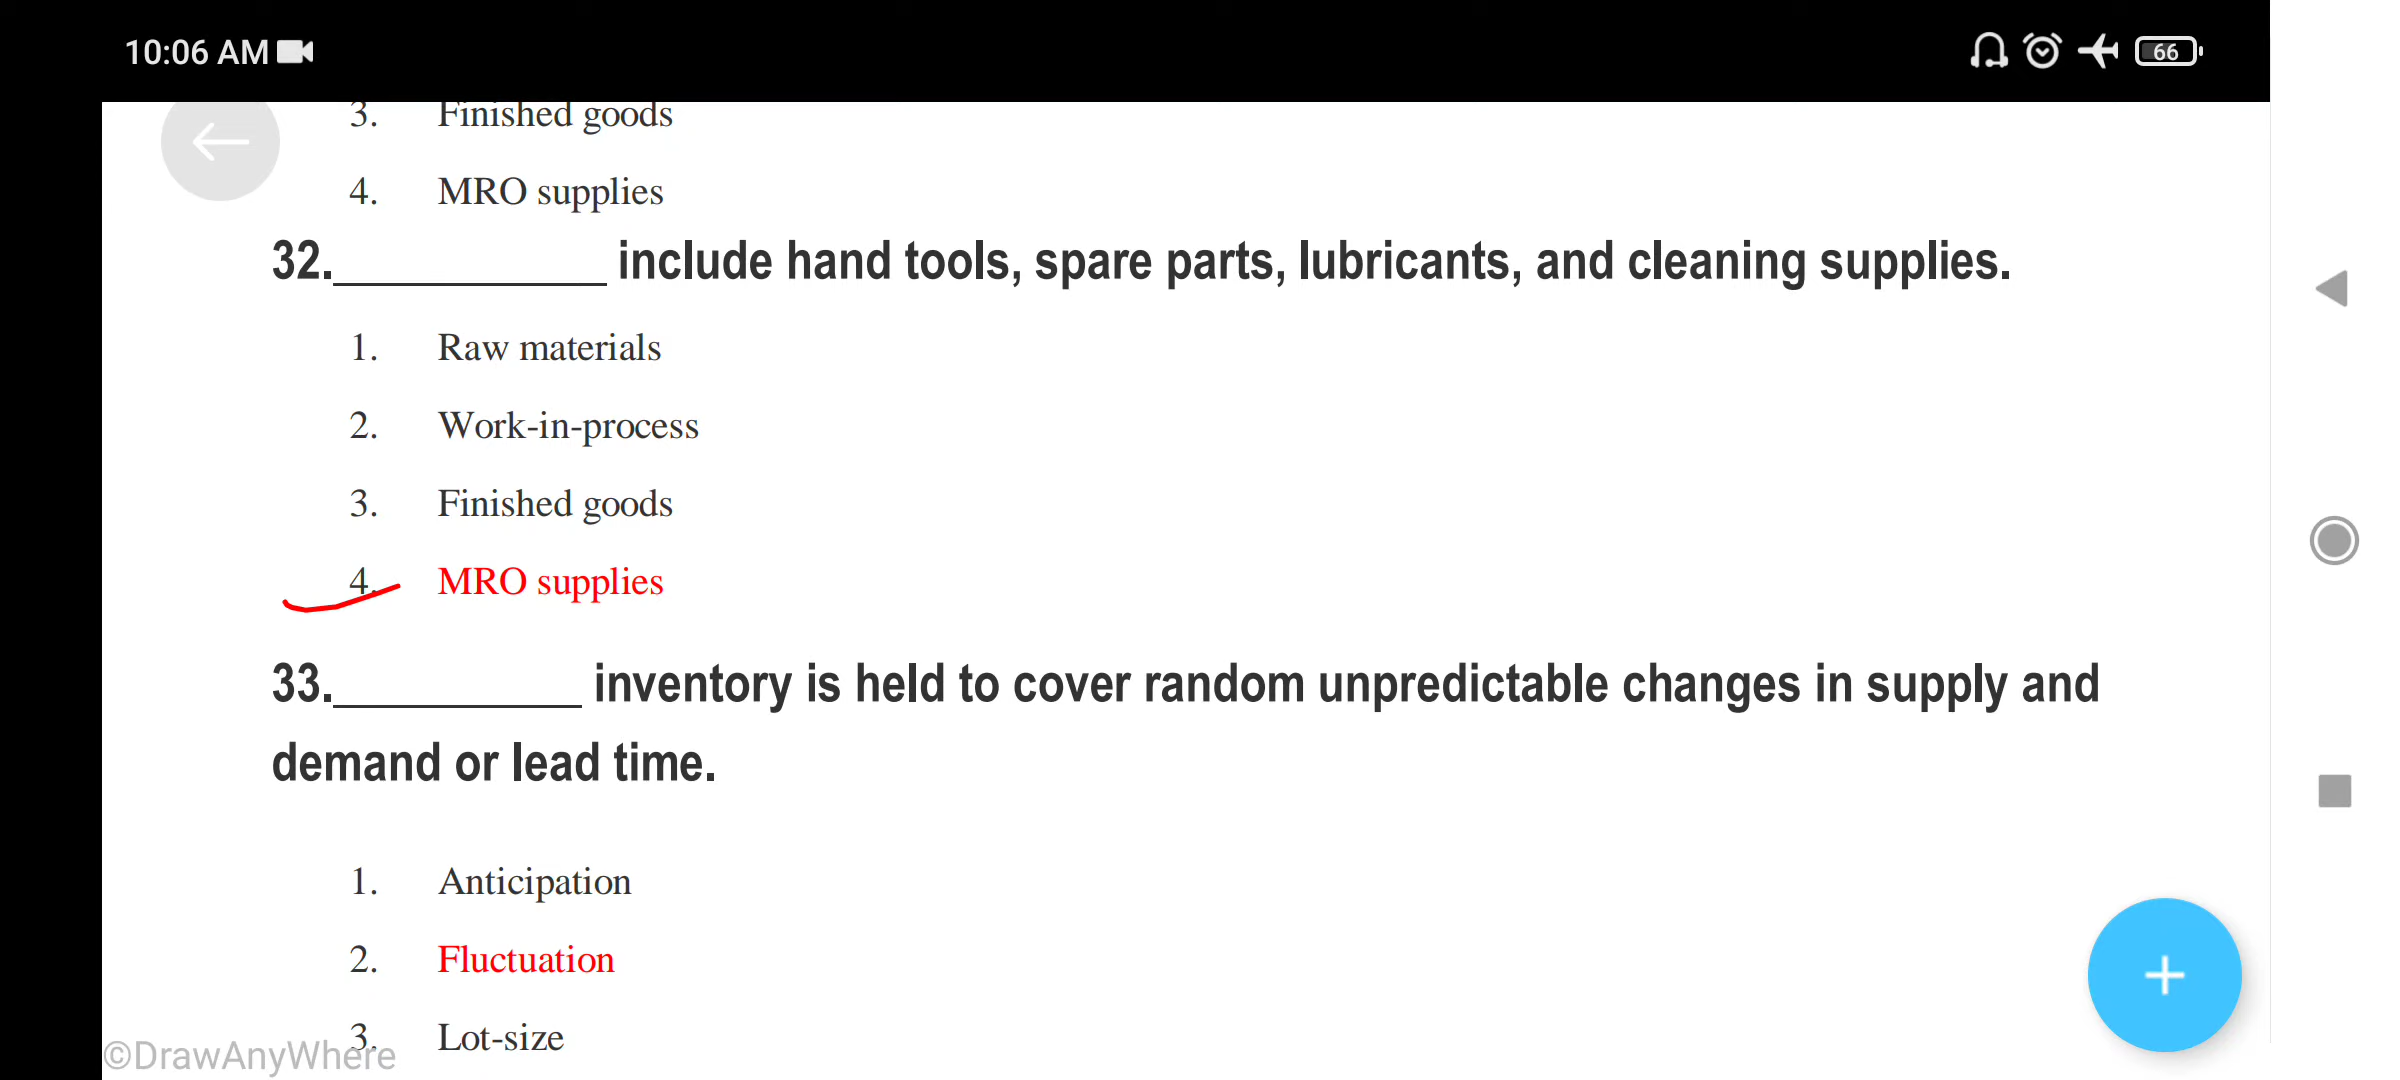 10:06 AM
66
3. Finished goods
4. MRO supplies
32.___________ include hand tools, spare parts, lubricants, and cleaning supplies.
1. Raw materials
2. Work-in-process
3. Finished goods
4. MRO supplies
33.__________ inventory is held to cover random unpredictable changes in supply and
demand or lead time.
1. Anticipation
2. Fluctuation
3. Lot-size
©DrawAnyWhere